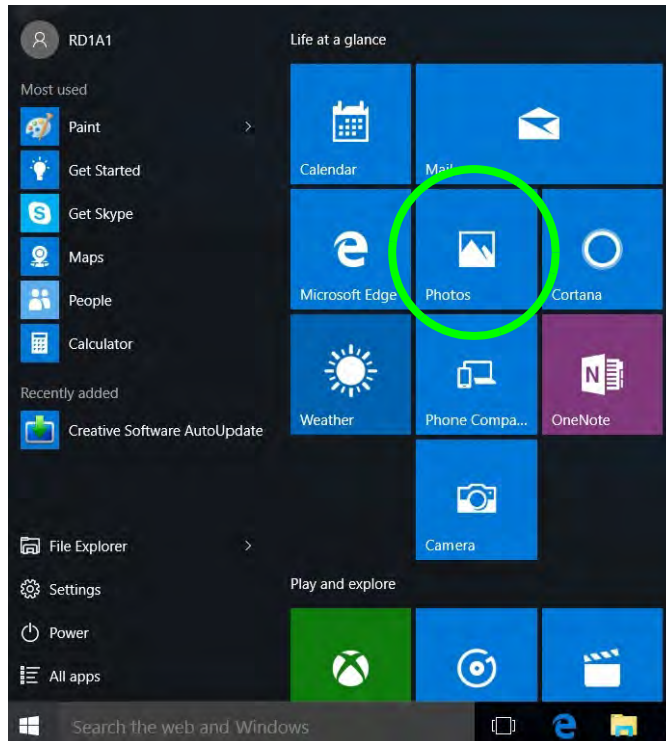 RD1A1
Most used
Paint
Get Started
Get Skype
Maps
People
Calculator
Recently added
Creative Software AutoUpdate
File Explorer
Settings
Power
All apps
Life at a glance
Calendar
Mail
Microsoft Edge
Photos
Cortana
Weather
Phone Compa...
OneNote
Camera
Play and explore
Search the web and Windows